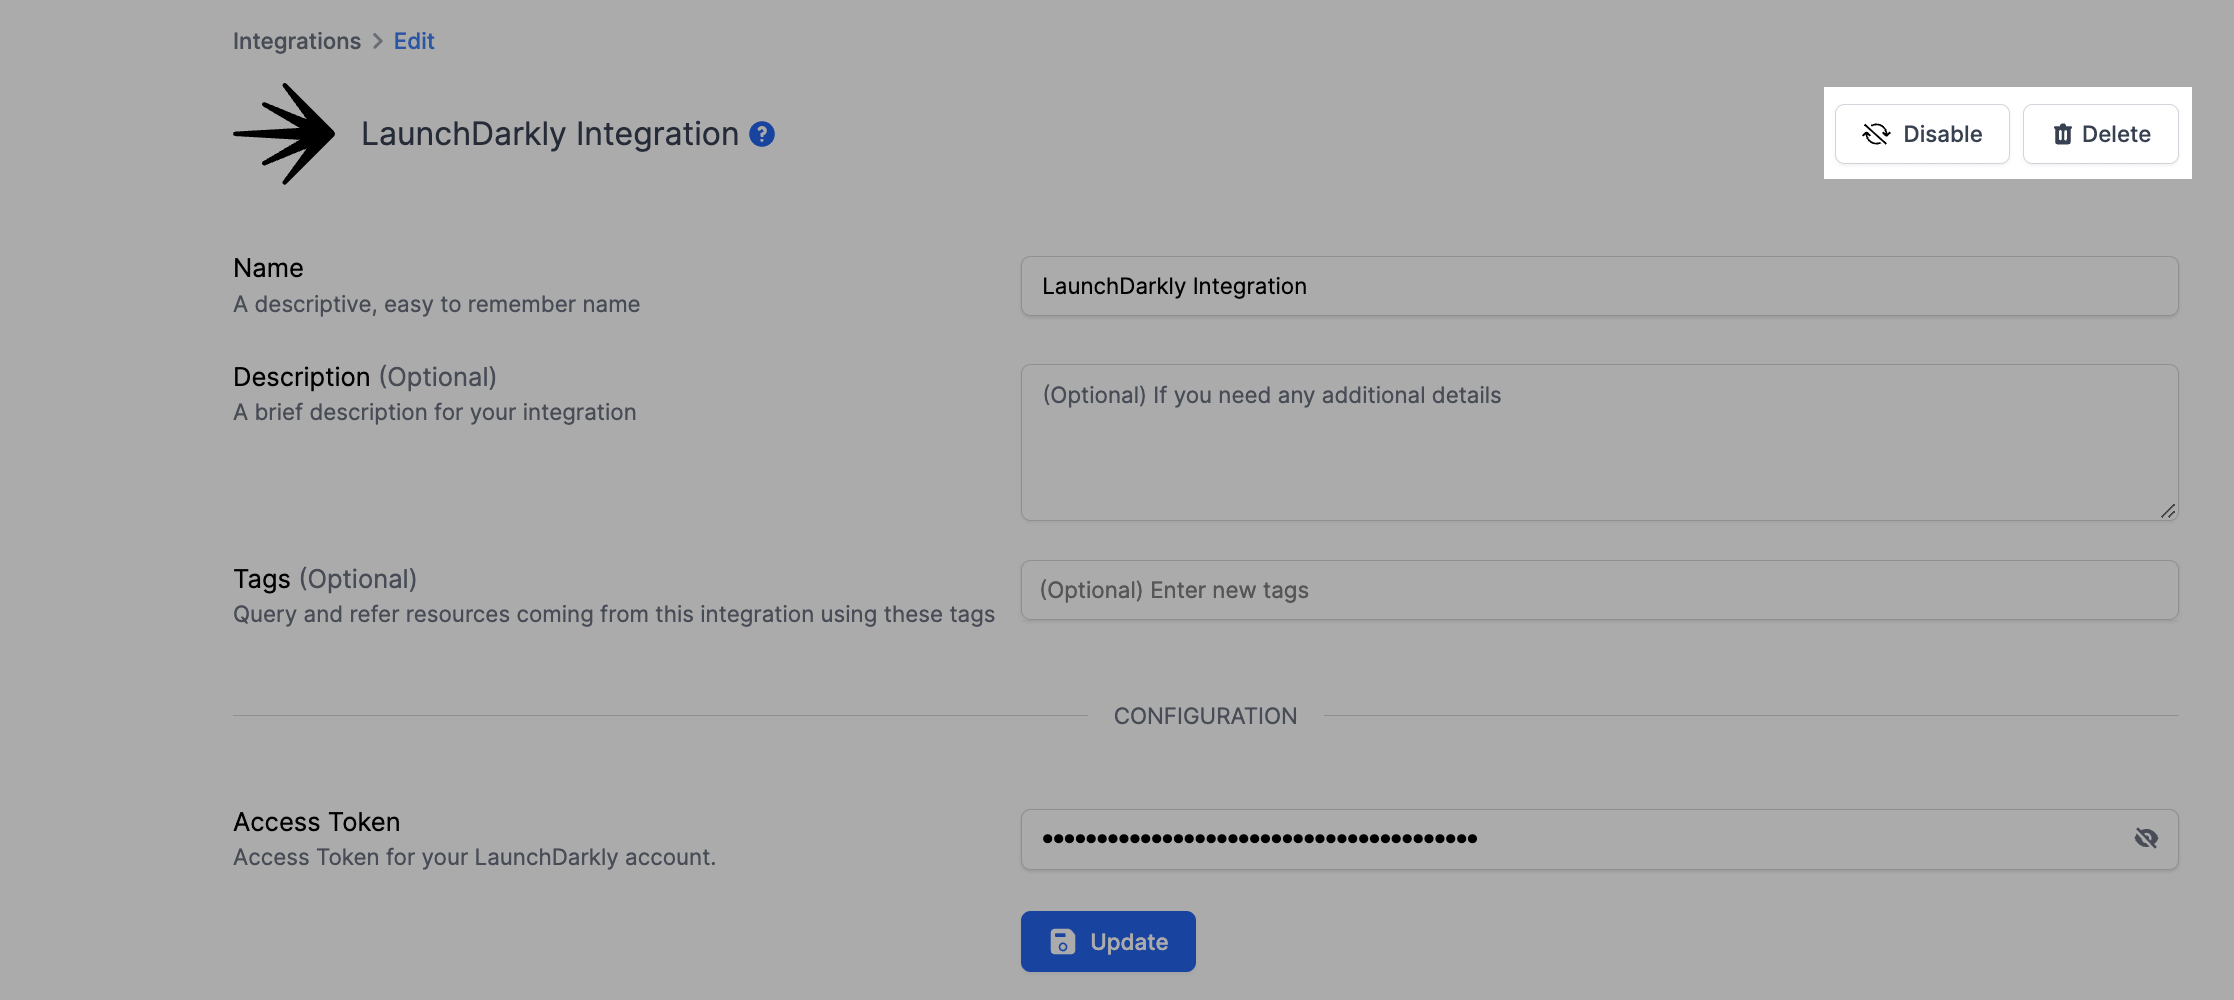 Integrations > Edit
LaunchDarkly Integration ?
Disable
Delete
Name
A descriptive, easy to remember name
LaunchDarkly Integration
Description (Optional)
A brief description for your integration
(Optional) If you need any additional details
Tags (Optional)
Query and refer resources coming from this integration using these tags
(Optional) Enter new tags
CONFIGURATION
Access Token
Access Token for your LaunchDarkly account.
••••••••••••••••••••••••••••••••••••••••
Update